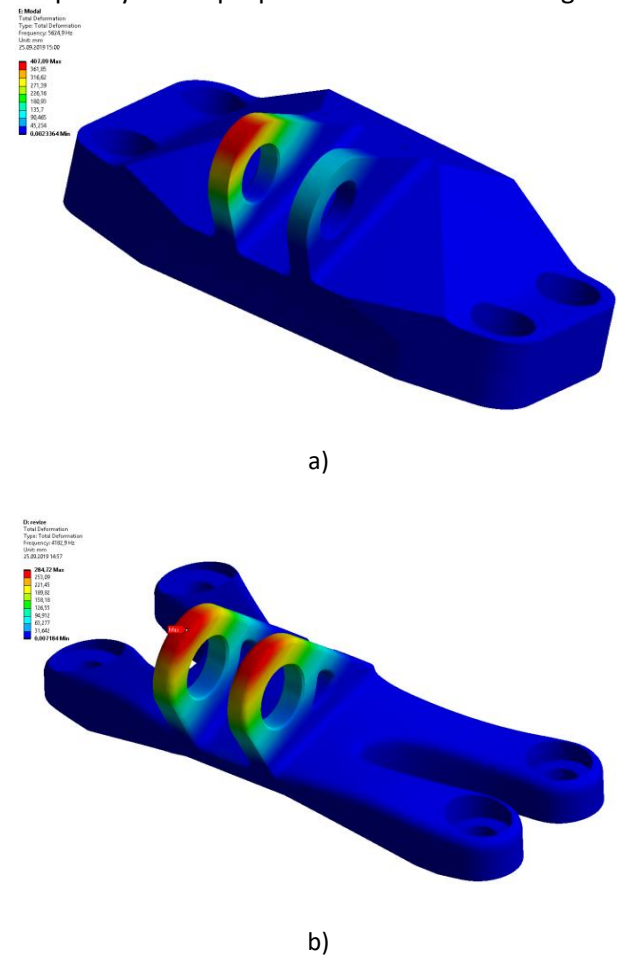 E: Modal
Total Deformation
Type: Total Deformation
Frequency: 5624,9 Hz
Unit: mm
25.09.2019 15:00
407,09 Max
361,85
316,62
271,39
226,16
180,93
135,7
90,465
45,234
0,0023364 Min
a)
D: revize
Total Deformation
Type: Total Deformation
Frequency: 4182,9 Hz
Unit: mm
25.09.2019 14:57
284,72 Max
253,09
221,45
189,82
158,18
126,55
94,912
63,277
31,642
0,007184 Min
Max
b)